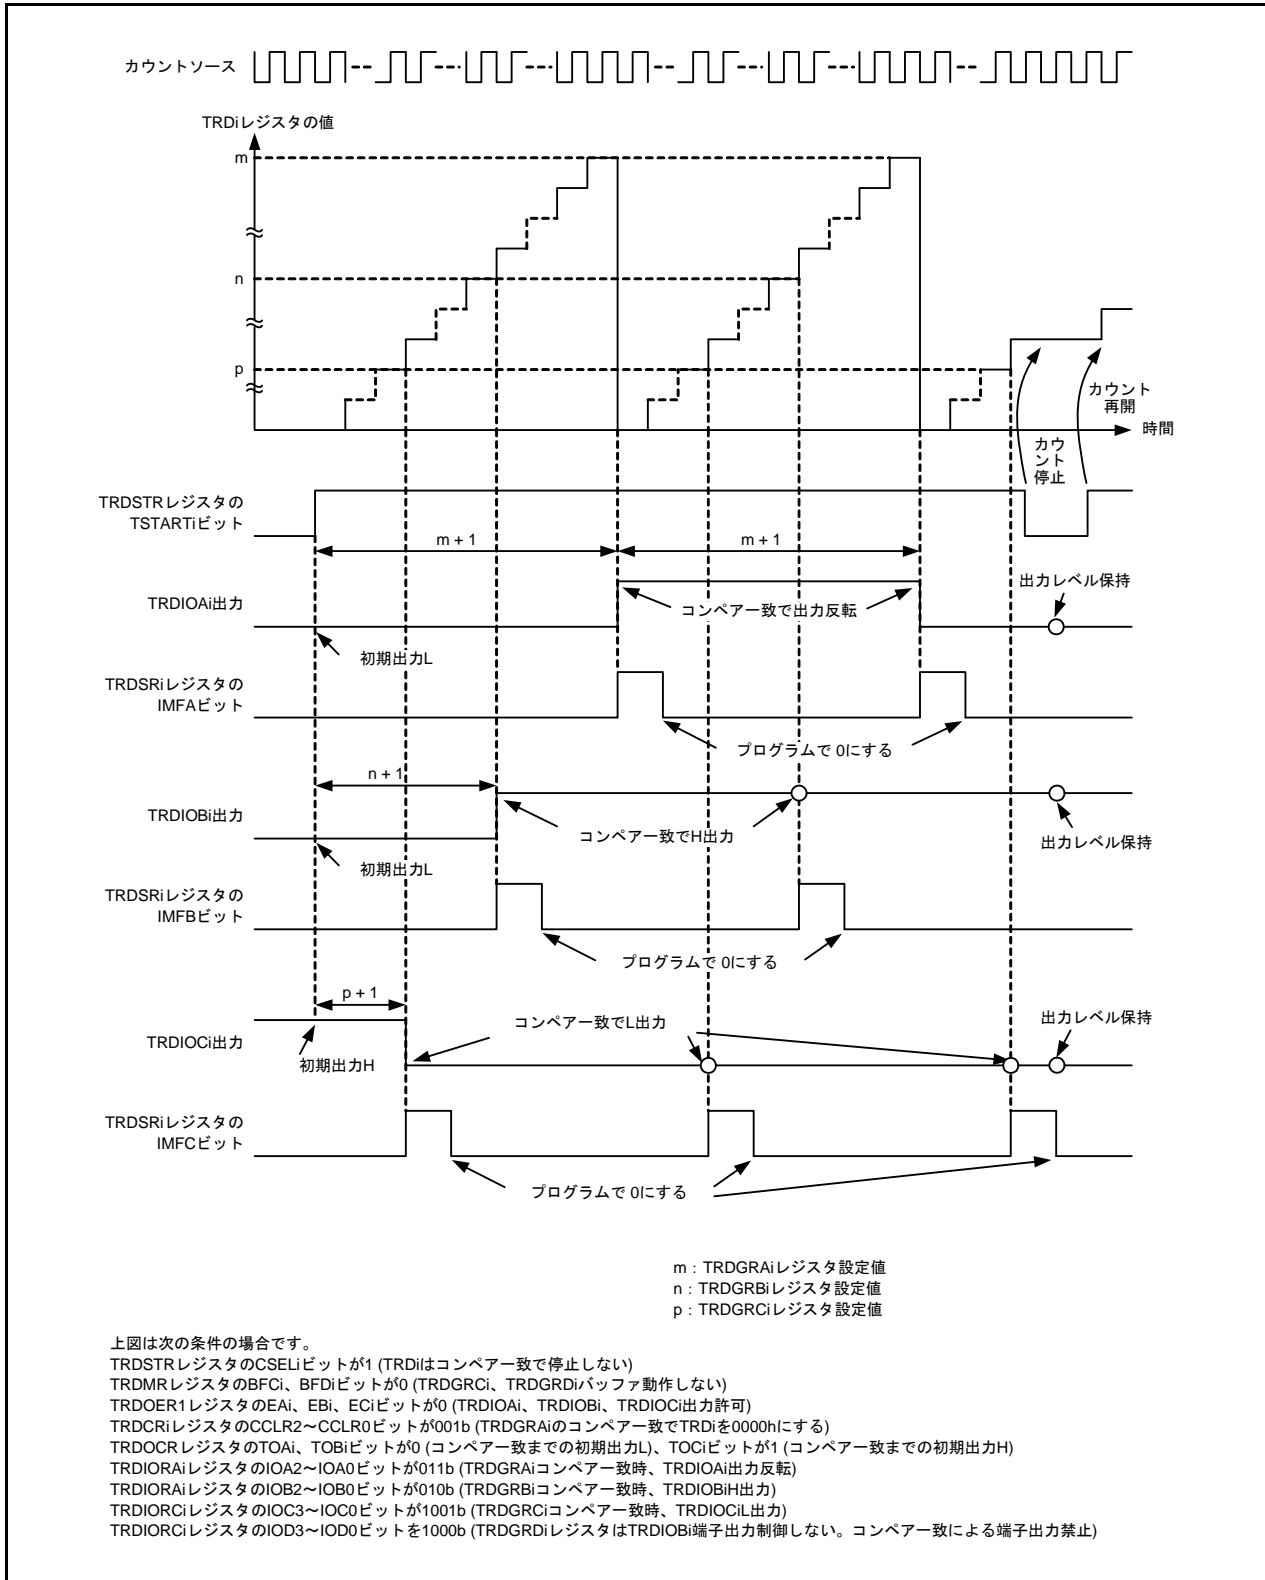 カウントソース
TRDiレジスタの値
m
n
p
カウント
再開
時間
カウ
ント
停止
TRDSTRレジスタの
TSTARTiビット
m + 1
m + 1
出力レベル保持
TRDIOAi出力
コンペア一致で出力反転
初期出力L
TRDSRiレジスタの
IMFAビット
プログラムで 0にする
n + 1
TRDIOBi出力
コンペア一致でH出力
出力レベル保持
初期出力L
TRDSRiレジスタの
IMFBビット
プログラムで 0にする
p + 1
コンペア一致でL出力
出力レベル保持
TRDIOCi出力
初期出力H
TRDSRiレジスタの
IMFCビット
プログラムで 0にする
m : TRDGRAiレジスタ設定値
n : TRDGRBiレジスタ設定値
p : TRDGRCiレジスタ設定値
上図は次の条件の場合です。
TRDSTRレジスタのCSELiビットが1 (TRDiはコンペア一致で停止しない)
TRDMRレジスタのBFCi、BFDiビットが0 (TRDGRCi、TRDGRDiバッファ動作しない)
TRDOER1レジスタのEAi、EBi、ECiビットが0 (TRDIOAi、TRDIOBi、TRDIOCi出力許可)
TRDCRiレジスタのCCLR2～CCLR0ビットが001b (TRDGRAiのコンペア一致でTRDiを0000hにする)
TRDOCRレジスタのTOAi、TOBiビットが0 (コンペア一致までの初期出力L)、TOCiビットが1 (コンペア一致までの初期出力H)
TRDIORAiレジスタのIOA2～IOA0ビットが011b (TRDGRAiコンペア一致時、TRDIOAi出力反転)
TRDIORAiレジスタのIOB2～IOB0ビットが010b (TRDGRBiコンペア一致時、TRDIOBiH出力)
TRDIORCiレジスタのIOC3～IOC0ビットが1001b (TRDGRCiコンペア一致時、TRDIOCiL出力)
TRDIORCiレジスタのIOD3～IOD0ビットを1000b (TRDGRDiレジスタはTRDIOBi端子出力制御しない。コンペア一致による端子出力禁止)